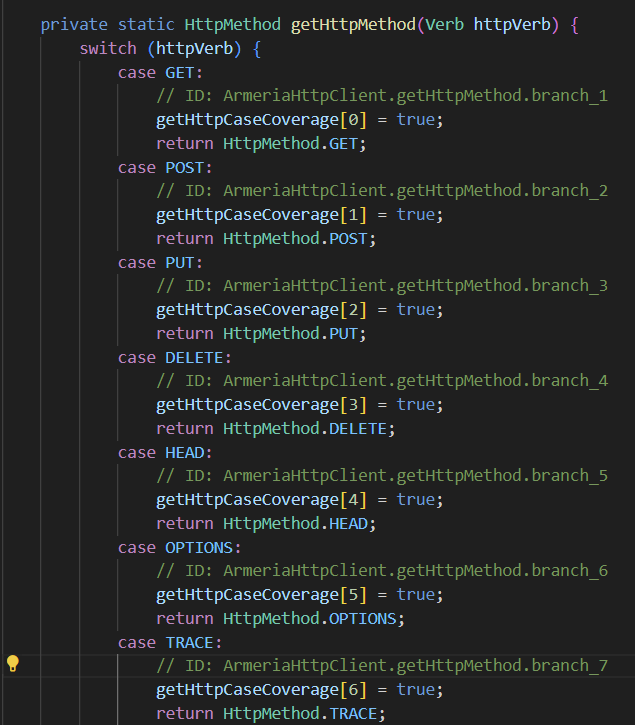 private static HttpMethod getHttpMethod(Verb httpVerb) {
switch (httpVerb) {
case GET:
// ID: ArmeriaHttpClient.getHttpMethod.branch_1
getHttpCaseCoverage[0] = true;
return HttpMethod.GET;
case POST:
// ID: ArmeriaHttpClient.getHttpMethod.branch_2
getHttpCaseCoverage[1] = true;
return HttpMethod.POST;
case PUT:
// ID: ArmeriaHttpClient.getHttpMethod.branch_3
getHttpCaseCoverage[2] = true;
return HttpMethod.PUT;
case DELETE:
// ID: ArmeriaHttpClient.getHttpMethod.branch_4
getHttpCaseCoverage[3] = true;
return HttpMethod.DELETE;
case HEAD:
// ID: ArmeriaHttpClient.getHttpMethod.branch_5
getHttpCaseCoverage[4] = true;
return HttpMethod.HEAD;
case OPTIONS:
// ID: ArmeriaHttpClient.getHttpMethod.branch_6
getHttpCaseCoverage[5] = true;
return HttpMethod.OPTIONS;
case TRACE:
// ID: ArmeriaHttpClient.getHttpMethod.branch_7
getHttpCaseCoverage[6] = true;
return HttpMethod.TRACE;